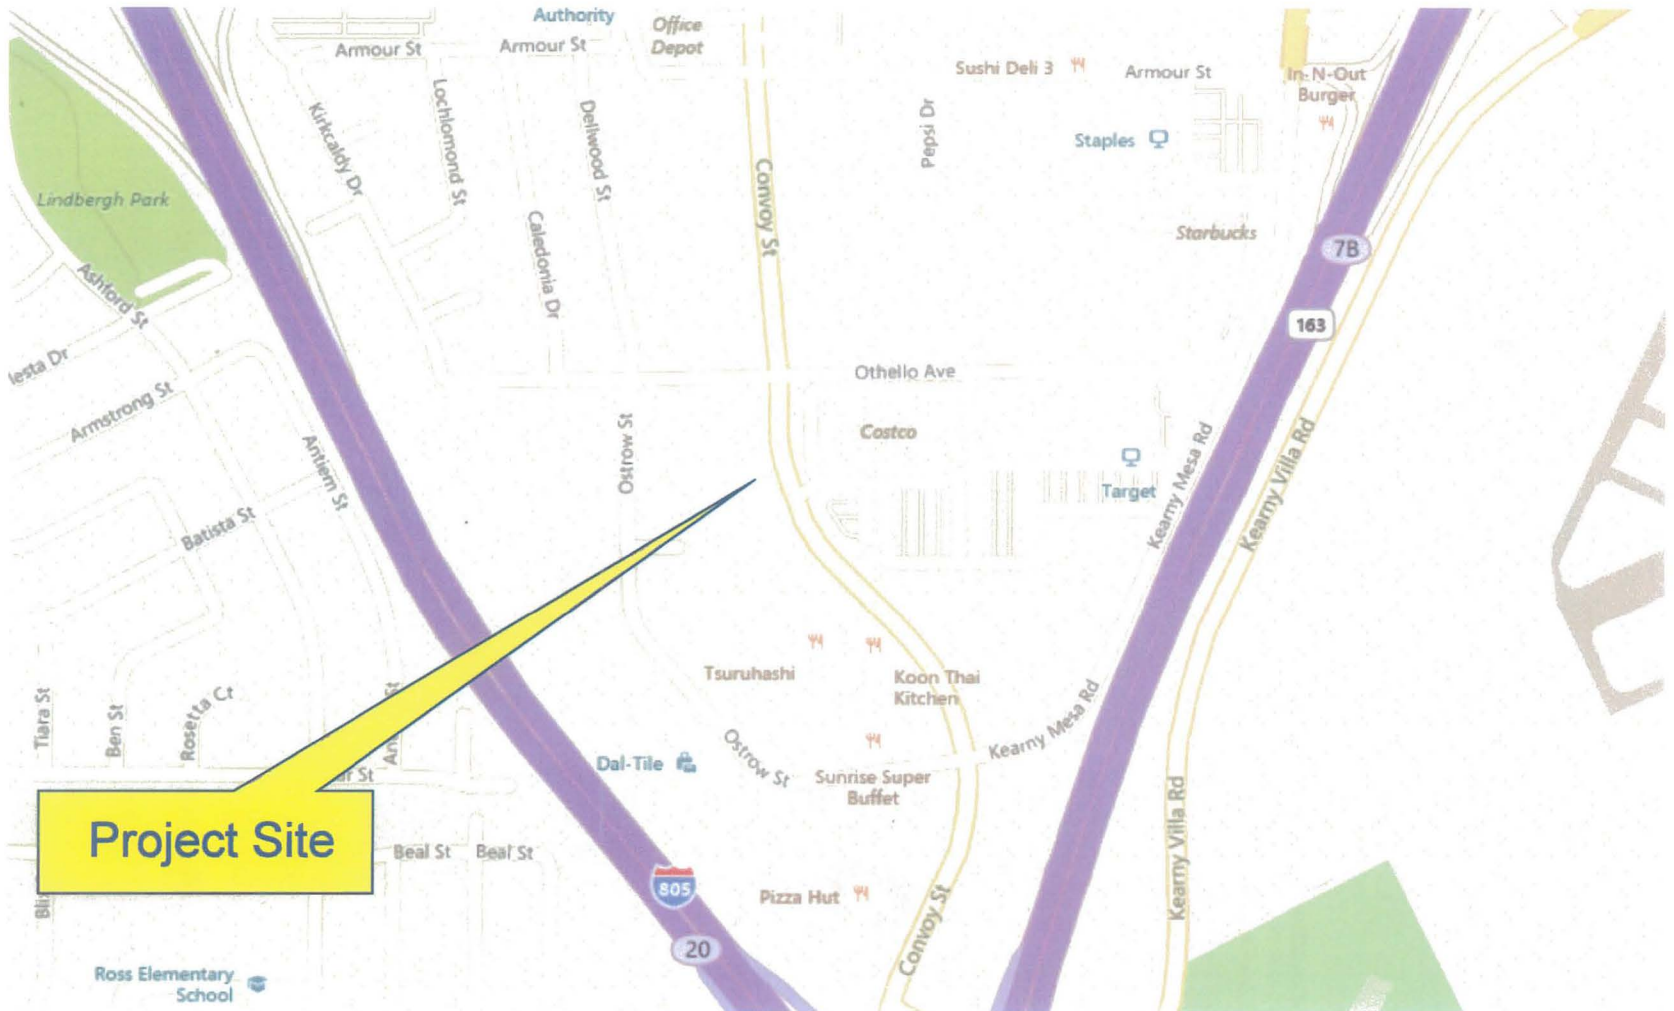 Authority
Office
Depot
Armour St
Armour St
Sushi Deli 3
Armour St
In-N-Out
Burger
Kirkcaldy Dr
Lochlomond St
Dellwood St
Pepsi Dr
Staples
Lindbergh Park
Convoy St
Caledonia Dr
Starbucks
7B
Ashford St
163
Othello Ave
Armstrong St
Costco
Antiem St
Ostrow St
Kearny Mesa Rd
Kearny Villa Rd
Target
Batista St
Tsuruhashi
Koon Thai
Kitchen
Tiara St
Ben St
Rosetta Ct
Kearny Mesa Rd
Ostrow St
Dal-Tile
Sunrise Super
Buffet
Project Site
Beal St
Beal St
Kearny Villa Rd
805
Pizza Hut
Convoy St
20
Ross Elementary
School